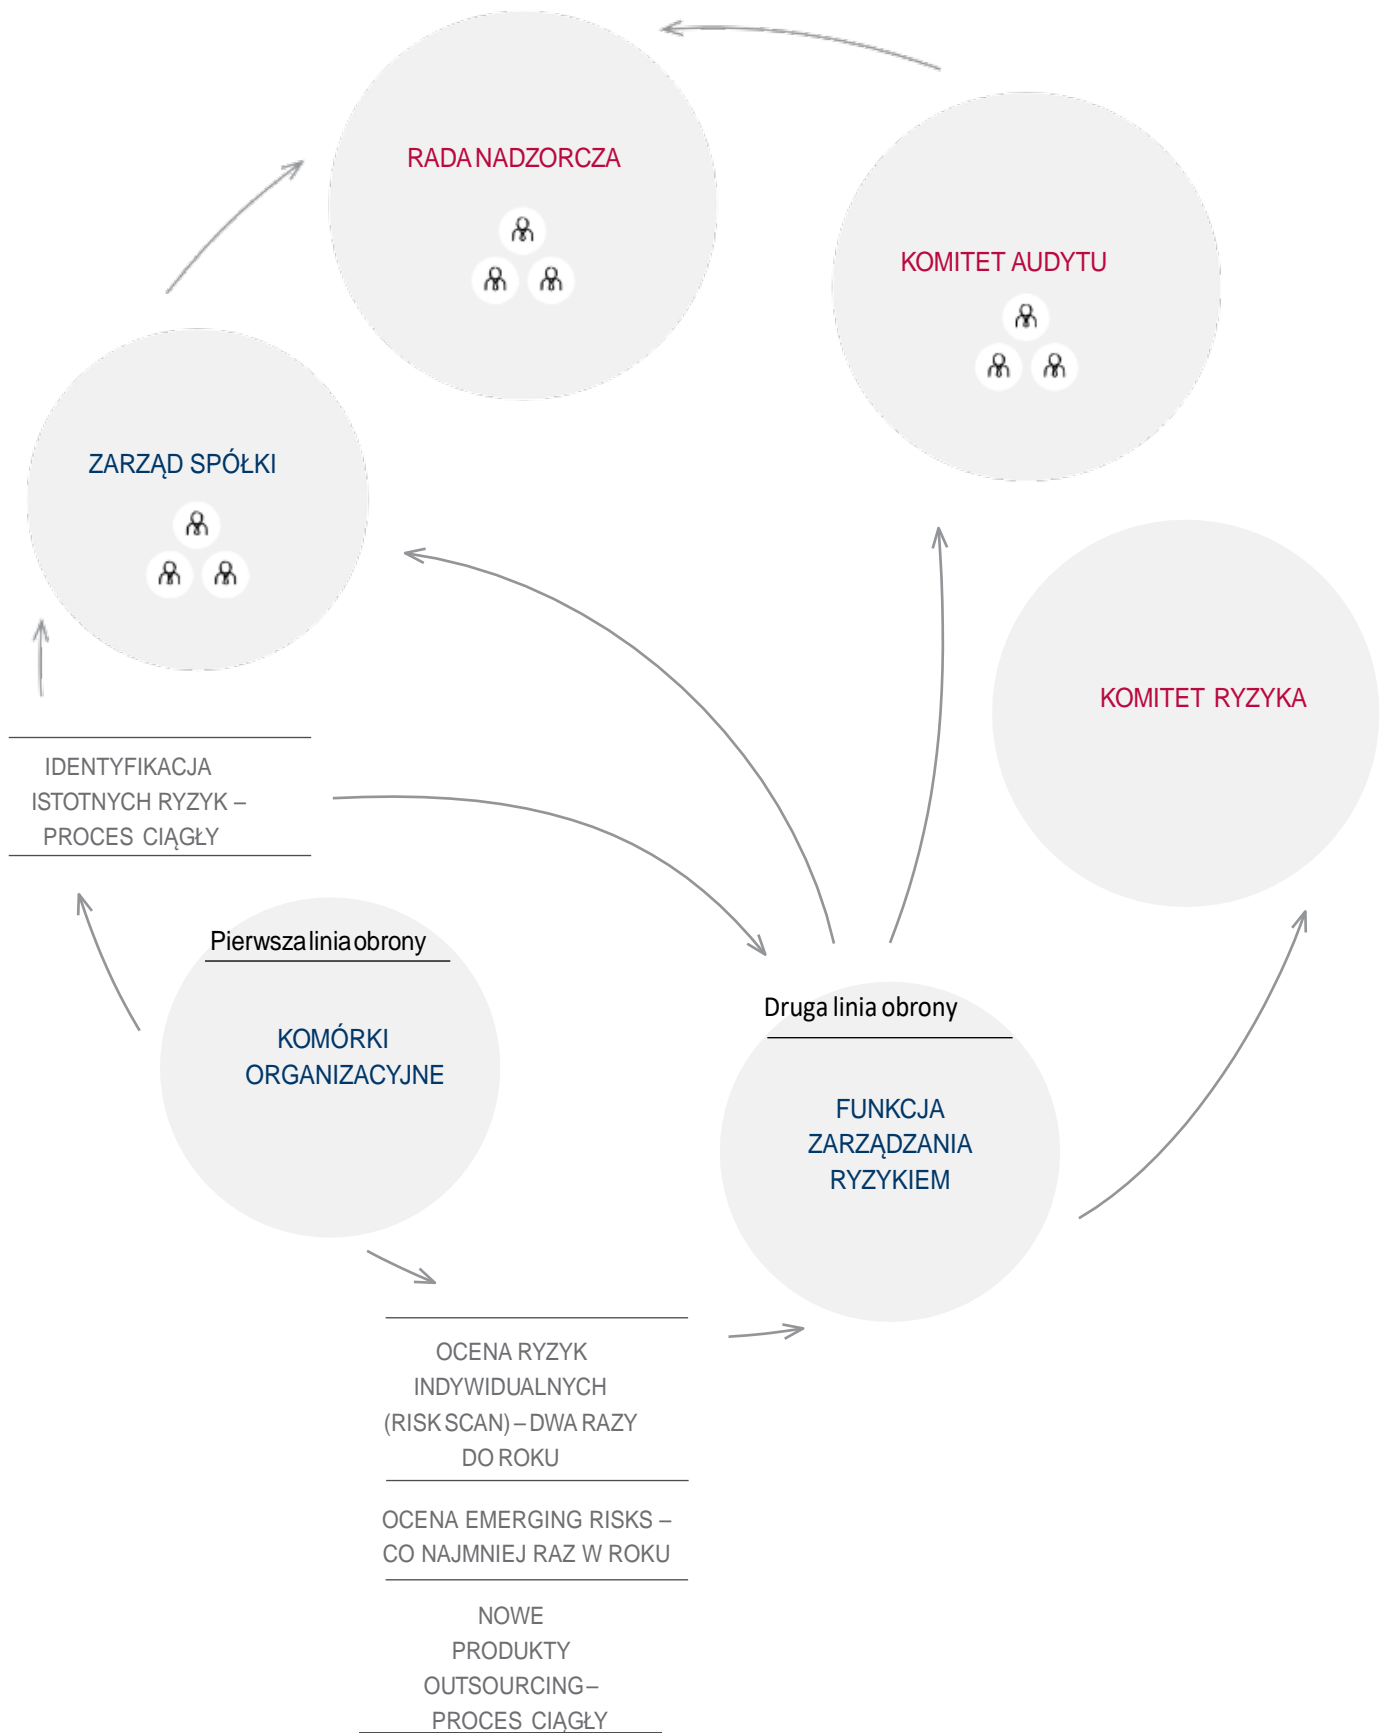 RADA NADZORCZA
KOMITET AUDYTU
ZARZĄD SPÓŁKI
KOMITET RYZYKA
IDENTYFIKACJA
ISTOTNYCH RYZYK –
PROCES CIĄGŁY
Pierwsza linia obrony
KOMÓRKI
ORGANIZACYJNE
Druga linia obrony
FUNKCJA
ZARZĄDZANIA
RYZYKIEM
OCENA RYZYK
INDYWIDUALNYCH
(RISK SCAN) – DWA RAZY
DO ROKU
OCENA EMERGING RISKS –
CO NAJMNIEJ RAZ W ROKU
NOWE
PRODUKTY
OUTSOURCING –
PROCES CIĄGŁY